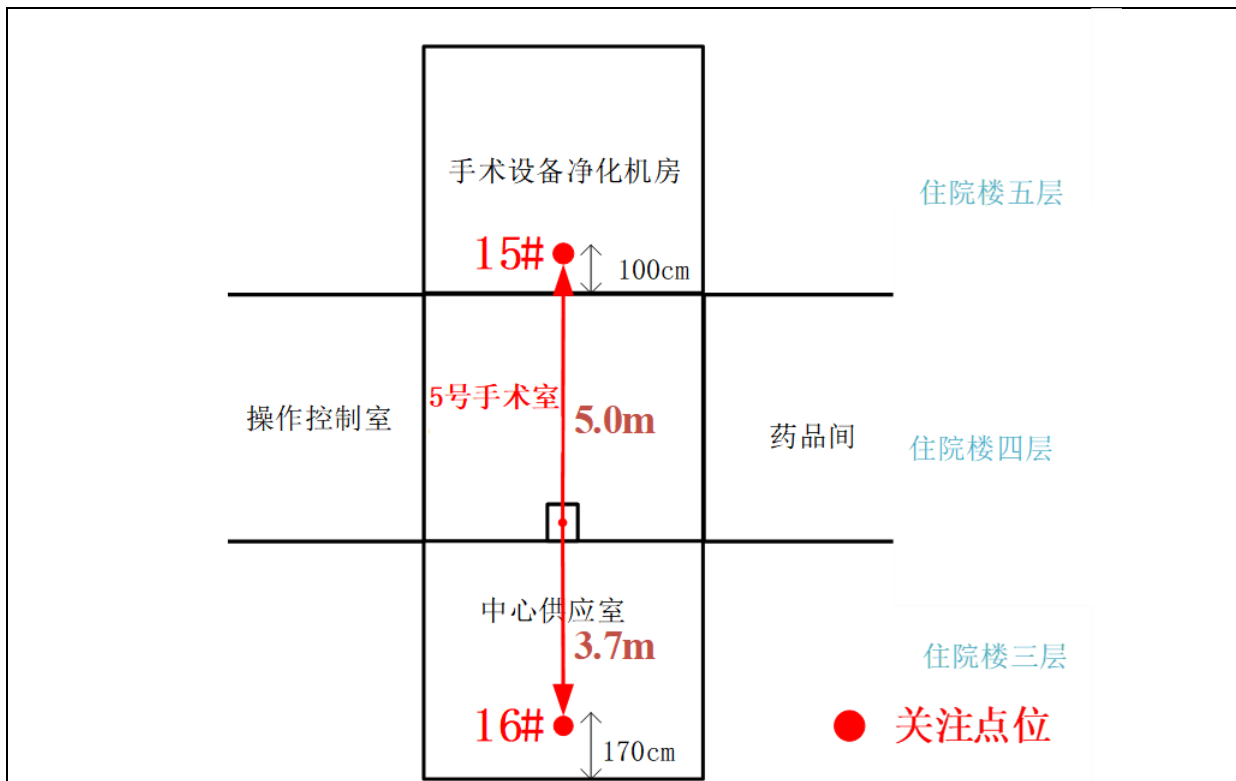 手术设备净化机房
住院楼五层
15#
100cm
5号手术室
操作控制室
5.0m
药品间
住院楼四层
中心供应室
3.7m
住院楼三层
16#
关注点位
170cm